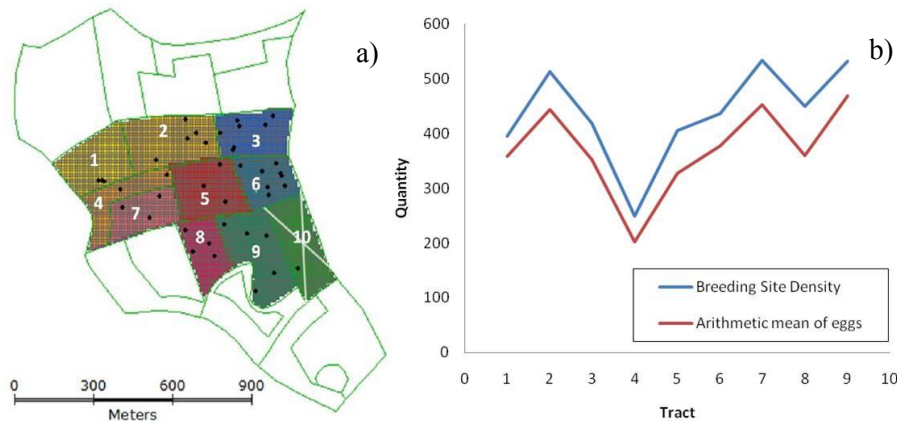 a)
1
2
3
4
5
6
7
8
9
10
0 300 600 900
Meters
b)
Quantity
600
500
400
300
200
100
0
0 1 2 3 4 5 6 7 8 9 10
Tract
Breeding Site Density
Arithmetic mean of eggs